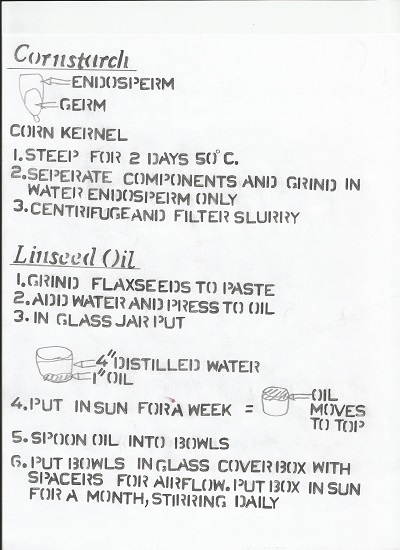 Cornstarch
ENDOSPERM
GERM
CORN KERNEL
1. STEEP FOR 2 DAYS 50°C.
2. SEPERATE COMPONENTS AND GRIND IN
WATER ENDOSPERM ONLY
3. CENTRIFUGE AND FILTER SLURRY
Linseed Oil
1. GRIND FLAXSEEDS TO PASTE
2. ADD WATER AND PRESS TO OIL
3. IN GLASS JAR PUT
4" DISTILLED WATER
1" OIL
4. PUT IN SUN FOR A WEEK =
OIL
MOVES
TO TOP
5. SPOON OIL INTO BOWLS
6. PUT BOWLS IN GLASS COVER BOX WITH
SPACERS FOR AIRFLOW. PUT BOX IN SUN
FOR A MONTH, STIRRING DAILY